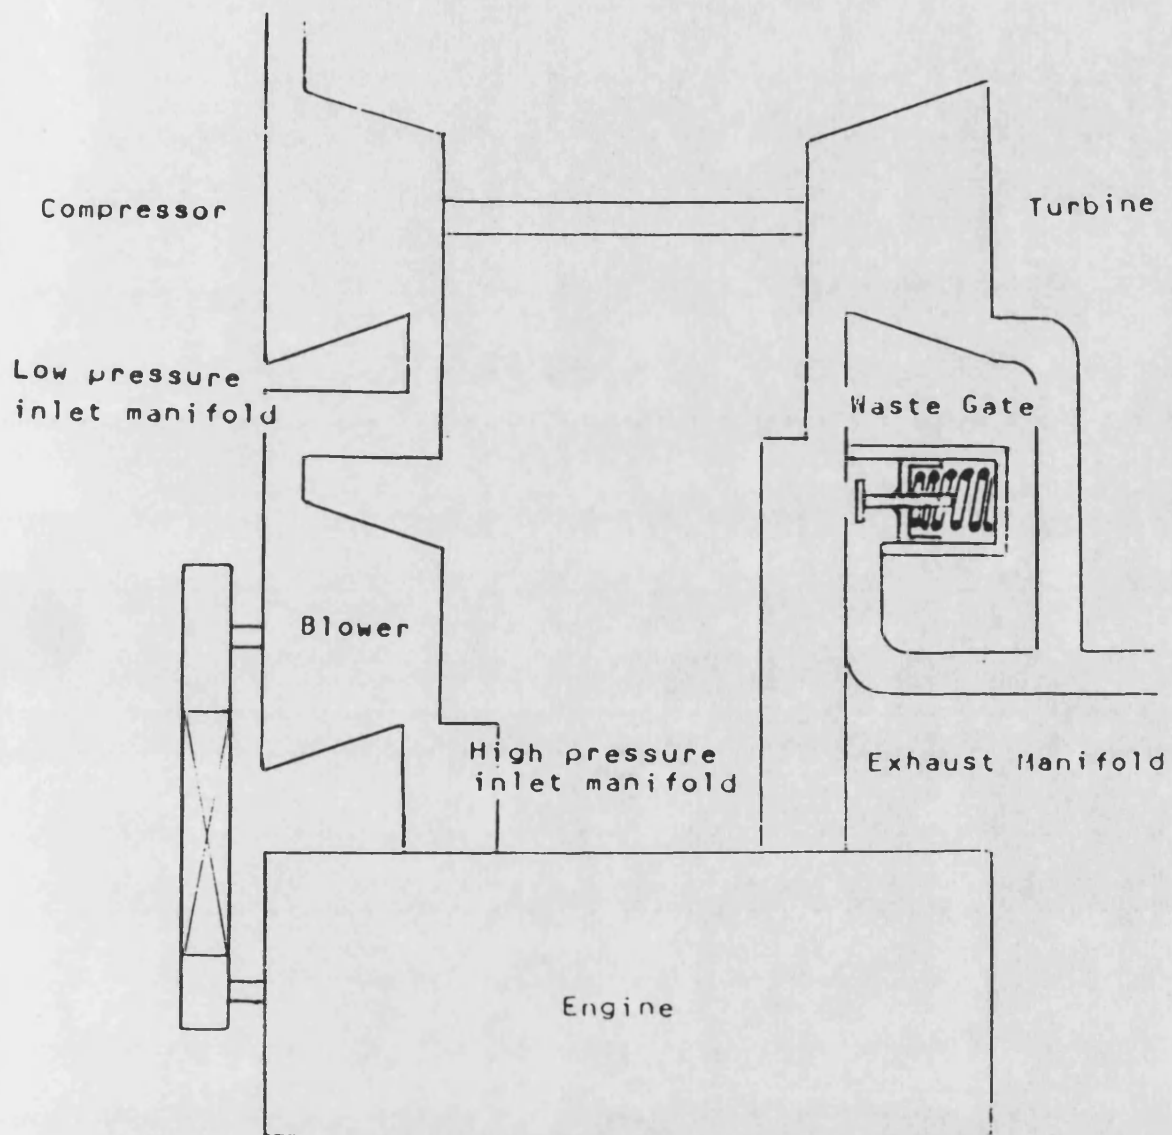 Compressor
Turbine
Low pressure
inlet manifold
Waste Gate
Blower
High pressure
inlet manifold
Exhaust Manifold
Engine